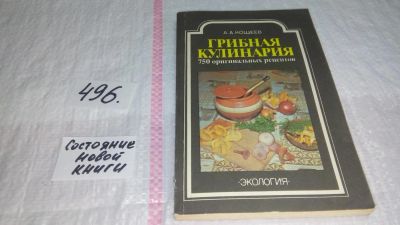 496.
Состояние
новой
книги
А.А.КОЩЕЕВ
ГРИБНАЯ
КУЛИНАРИЯ
750 оригинальных рецептов
·ЭКОЛОГИЯ·